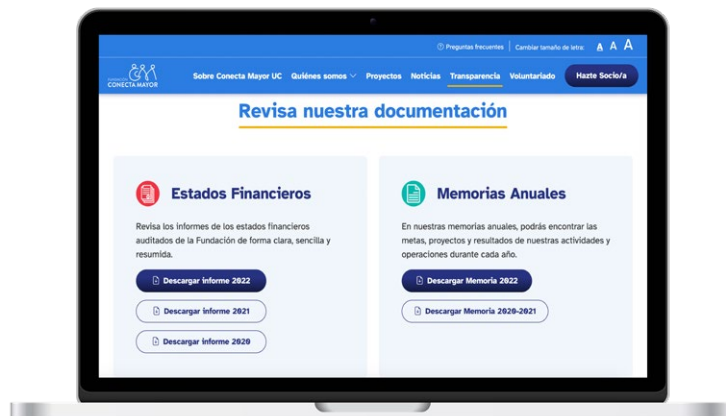 Preguntas frecuentes Cambiar tamaño de letra: A A A
FUNDACIÓN
CONECTA MAYOR
Sobre Conecta Mayor UC Quiénes somos Proyectos Noticias Transparencia Voluntariado Hazte Socio/a
Revisa nuestra documentación
Estados Financieros
Revisa los informes de los estados financieros
auditados de la Fundación de forma clara, sencilla y
resumida.
Descargar informe 2022
Descargar informe 2021
Descargar informe 2020
Memorias Anuales
En nuestras memorias anuales, podrás encontrar las
metas, proyectos y resultados de nuestras actividades y
operaciones durante cada año.
Descargar Memoria 2022
Descargar Memoria 2020-2021